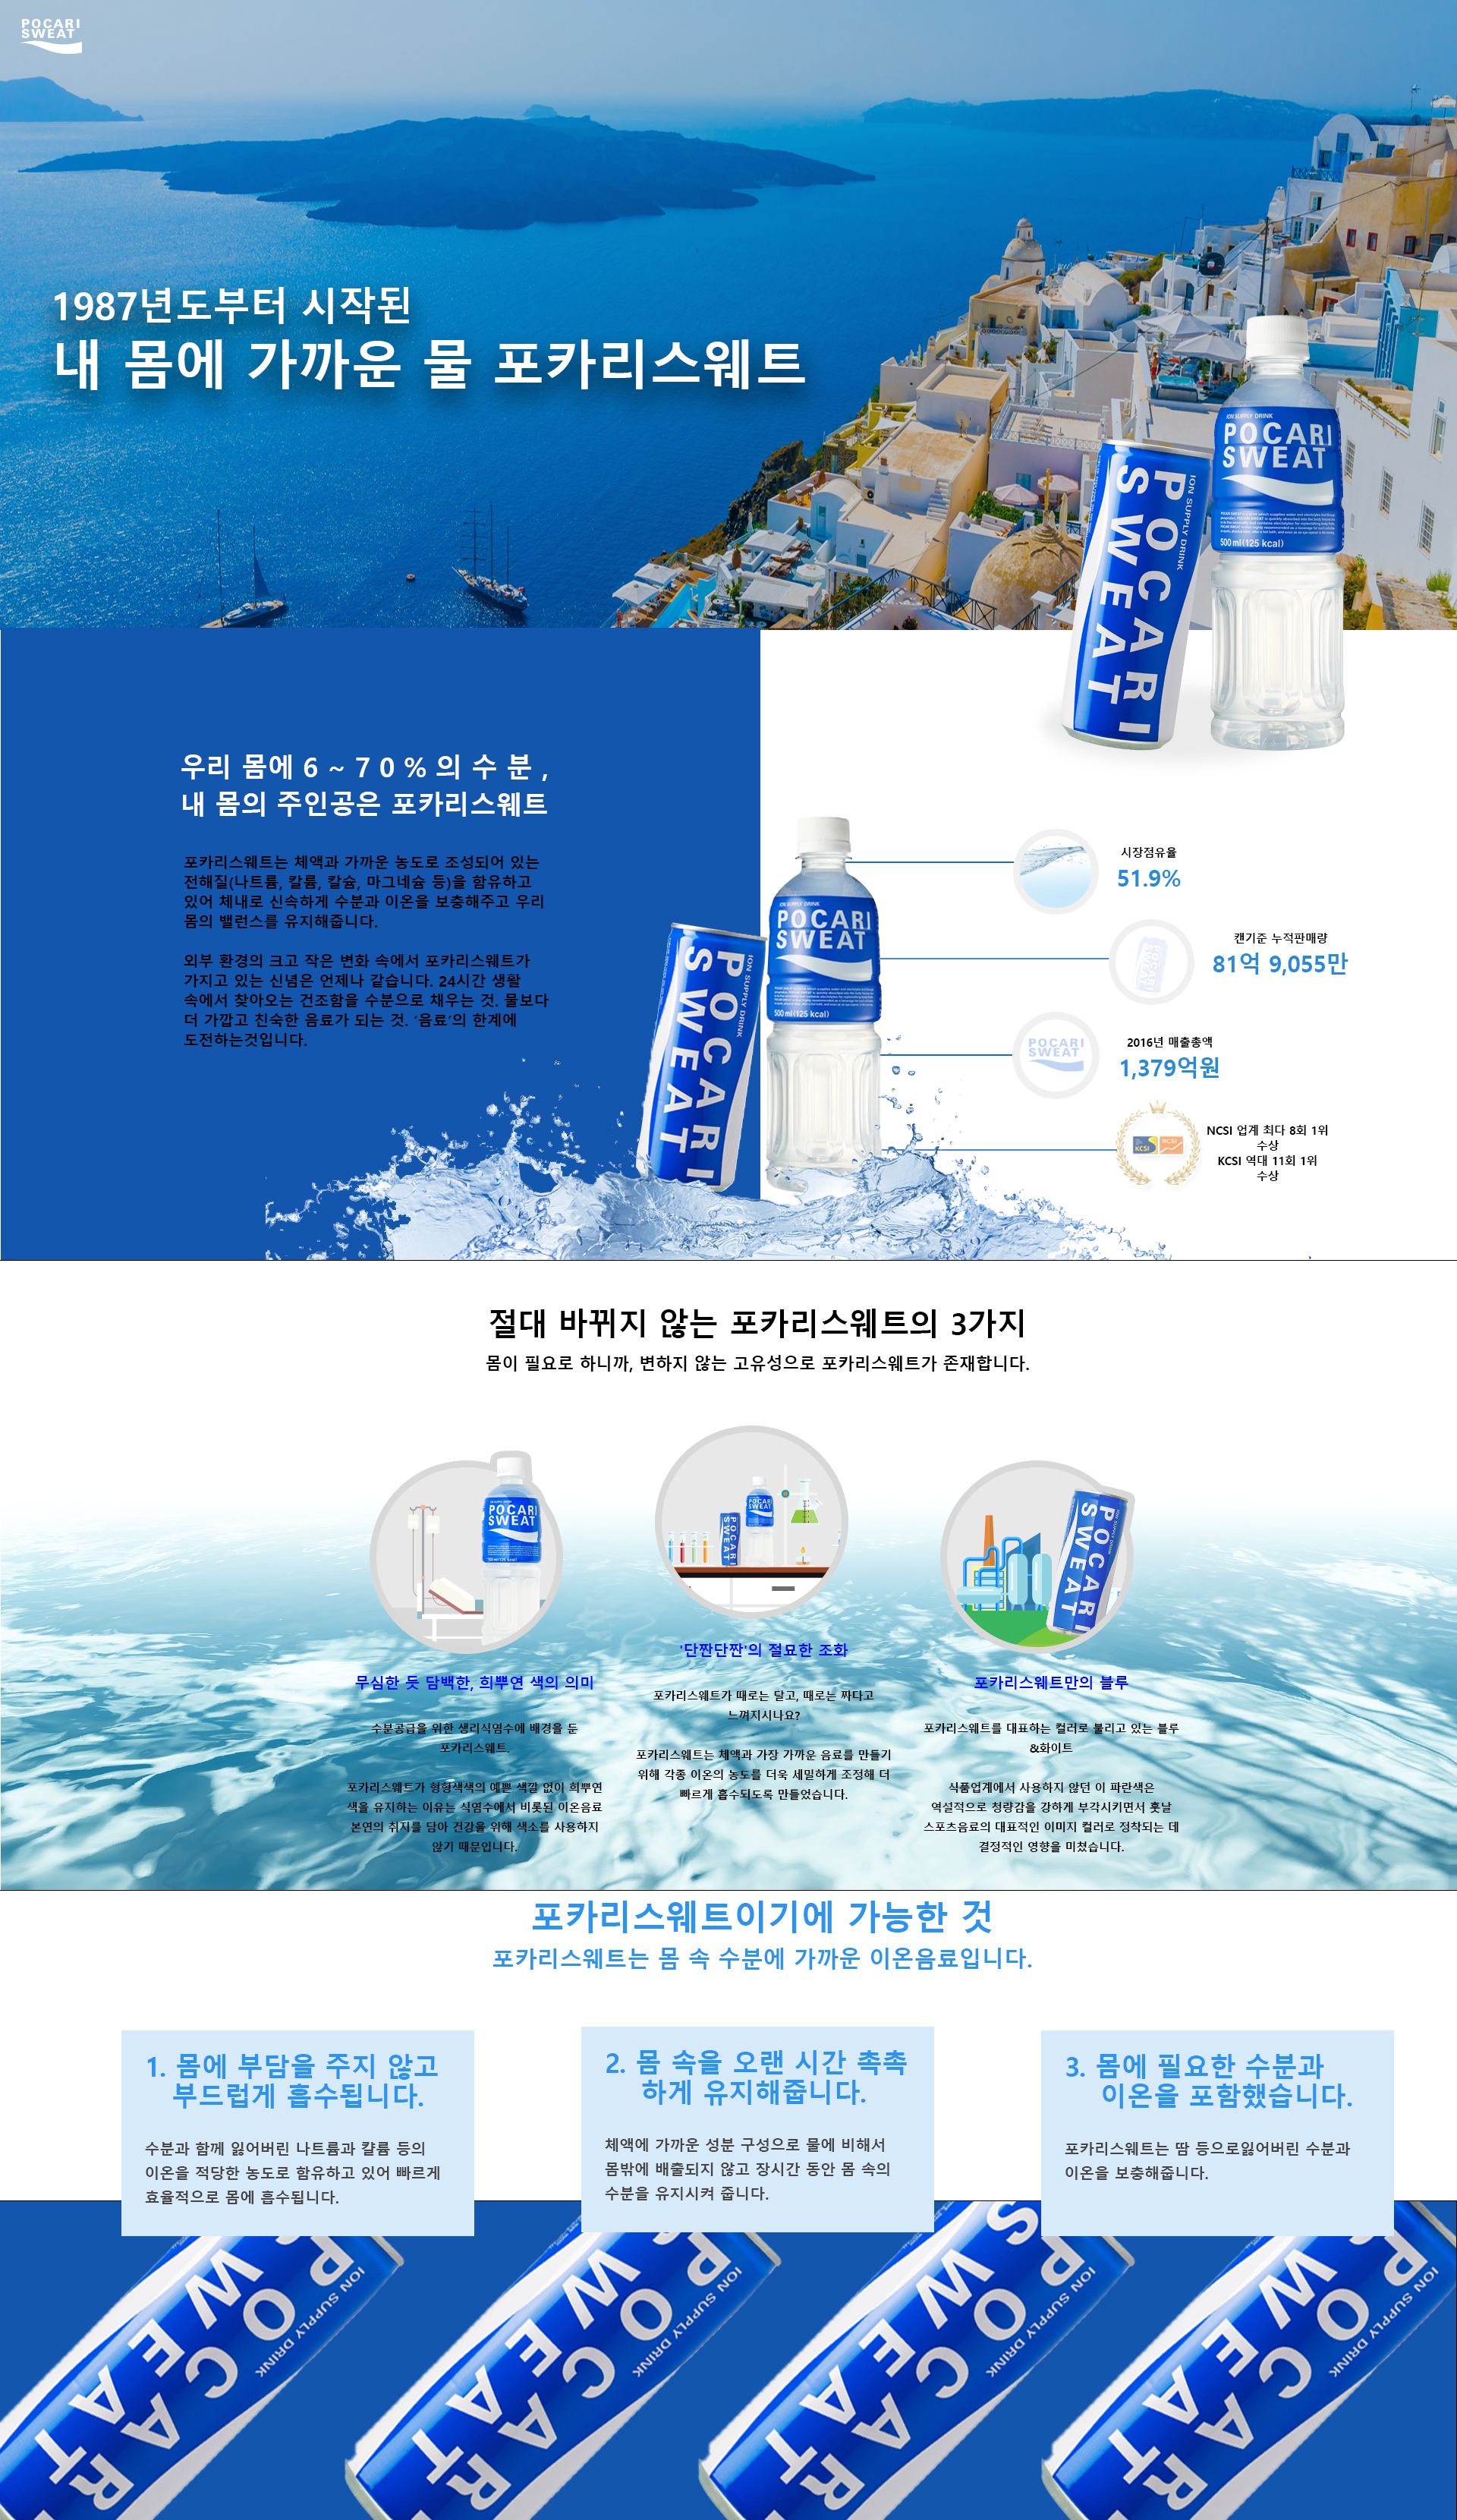 POCARI
SWEAT
1987년도부터 시작된
내 몸에 가까운 물 포카리스웨트
ION SUPPLY DRINK
POCARI
SWEAT
500 ml(125 kcal)
ION SUPPLY DRINK
POCARI
SWEAT
우리 몸에 6 ~ 7 0 % 의 수 분 ,
내 몸의 주인공은 포카리스웨트
포카리스웨트는 체액과 가까운 농도로 조성되어 있는
전해질(나트륨, 칼륨, 칼슘, 마그네슘 등)을 함유하고
있어 체내로 신속하게 수분과 이온을 보충해주고 우리
몸의 밸런스를 유지해줍니다.
외부 환경의 크고 작은 변화 속에서 포카리스웨트가
가지고 있는 신념은 언제나 같습니다. 24시간 생활
속에서 찾아오는 건조함을 수분으로 채우는 것. 물보다
더 가깝고 친숙한 음료가 되는 것. ‘음료’의 한계에
도전하는것입니다.
ION SUPPLY DRINK
POCARI
SWEAT
500 ml(125 kcal)
ION SUPPLY DRINK
POCARI
SWEAT
시장점유율
51.9%
POCARI
SWEAT
캔기준 누적판매량
81억 9,055만
POCARI
SWEAT
2016년 매출총액
1,379억원
KCSI
NCSI
NCSI 업계 최다 8회 1위
수상
KCSI 역대 11회 1위
수상
절대 바뀌지 않는 포카리스웨트의 3가지
몸이 필요로 하니까, 변하지 않는 고유성으로 포카리스웨트가 존재합니다.
POCARI
SWEAT
무심한 듯 담백한, 희뿌연 색의 의미
수분공급을 위한 생리식염수에 배경을 둔
포카리스웨트.
포카리스웨트가 형형색색의 예쁜 색깔 없이 희뿌연
색을 유지하는 이유는 식염수에서 비롯된 이온음료
본연의 취지를 담아 건강을 위해 색소를 사용하지
않기 때문입니다.
POCARI
SWEAT
POCARI
SWEAT
'단짠단짠'의 절묘한 조화
포카리스웨트가 때로는 달고, 때로는 짜다고
느껴지시나요?
포카리스웨트는 체액과 가장 가까운 음료를 만들기
위해 각종 이온의 농도를 더욱 세밀하게 조정해 더
빠르게 흡수되도록 만들었습니다.
POCARI
SWEAT
포카리스웨트만의 블루
포카리스웨트를 대표하는 컬러로 불리고 있는 블루
&화이트
식품업계에서 사용하지 않던 이 파란색은
역설적으로 청량감을 강하게 부각시키면서 훗날
스포츠음료의 대표적인 이미지 컬러로 정착되는 데
결정적인 영향을 미쳤습니다.
포카리스웨트이기에 가능한 것
포카리스웨트는 몸 속 수분에 가까운 이온음료입니다.
1. 몸에 부담을 주지 않고
부드럽게 흡수됩니다.
수분과 함께 잃어버린 나트륨과 칼륨 등의
이온을 적당한 농도로 함유하고 있어 빠르게
효율적으로 몸에 흡수됩니다.
2. 몸 속을 오랜 시간 촉촉
하게 유지해줍니다.
체액에 가까운 성분 구성으로 물에 비해서
몸밖에 배출되지 않고 장시간 동안 몸 속의
수분을 유지시켜 줍니다.
3. 몸에 필요한 수분과
이온을 포함했습니다.
포카리스웨트는 땀 등으로잃어버린 수분과
이온을 보충해줍니다.
ION SUPPLY DRINK
ION SUPPLY DRINK
ION SUPPLY DRINK
ION SUPPLY DRINK